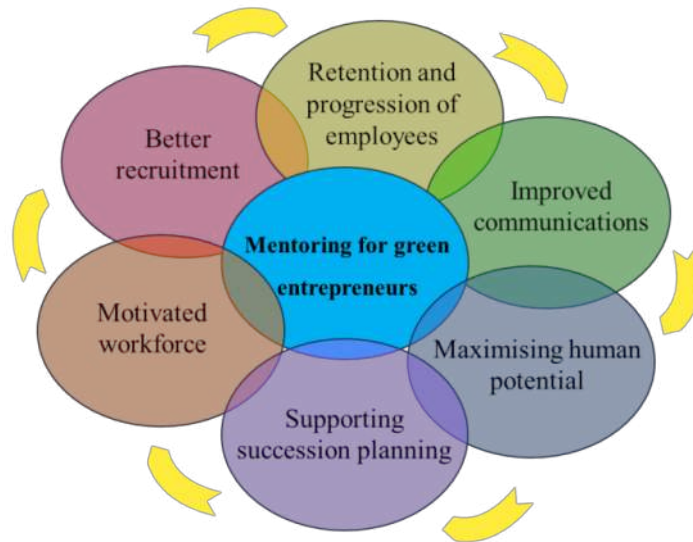 Retention and
progression of
employees
Better
recruitment
Improved
communications
Mentoring for green
entrepreneurs
Motivated
workforce
Maximising human
potential
Supporting
succession planning